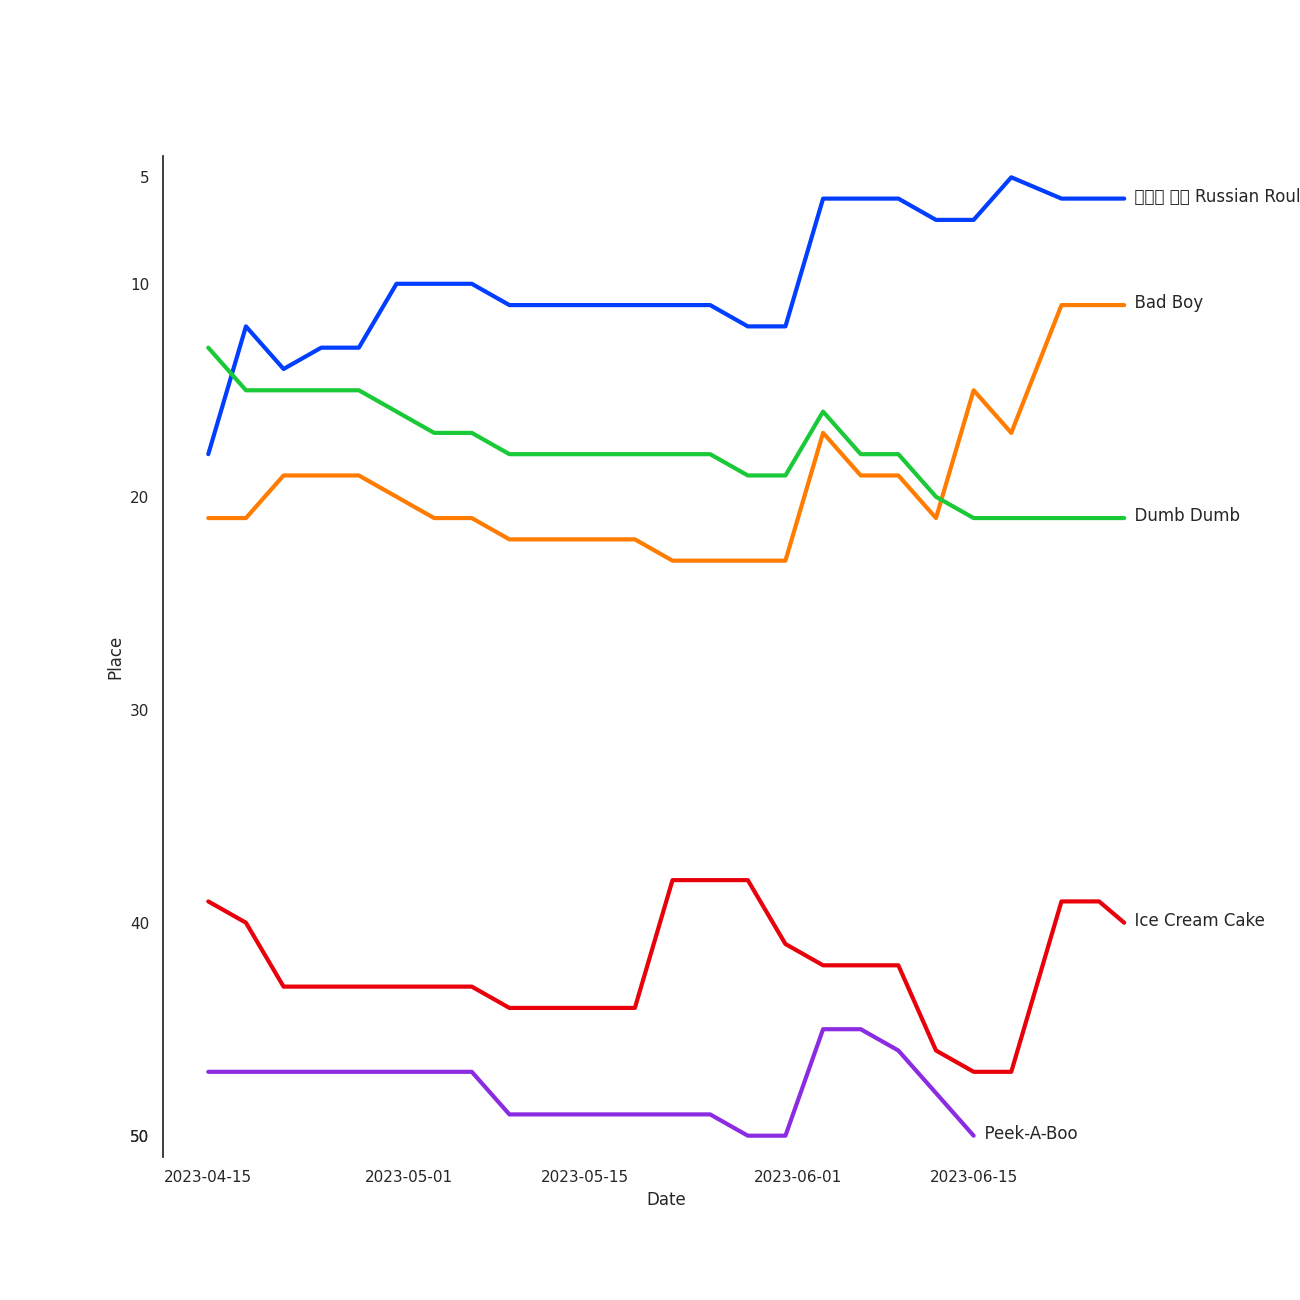 5
Russian Roul
Bad Boy
10
20
Dumb Dumb
Place
30
40
Ice Cream Cake
50
Peek-A-Boo
2023-04-15
2023-05-01
2023-05-15
2023-06-01
2023-06-15
Date